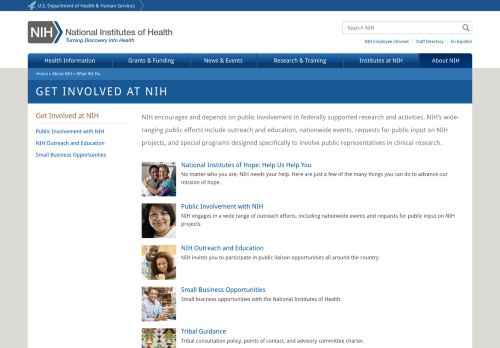 U.S. Department of Health & Human Services
NIH
National Institutes of Health
Turning Discovery Into Health
Search NIH
NIH Employee Intranet | Staff Directory | En Español
Health Information
Grants & Funding
News & Events
Research & Training
Institutes at NIH
About NIH
Home » About NIH » What We Do
GET INVOLVED AT NIH
Get Involved at NIH
Public Involvement with NIH
NIH Outreach and Education
Small Business Opportunities
NIH encourages and depends on public involvement in federally supported research and activities. NIH's wide-
ranging public efforts include outreach and education, nationwide events, requests for public input on NIH
projects, and special programs designed specifically to involve public representatives in clinical research.
National Institutes of Hope: Help Us Help You
No matter who you are, NIH needs your help. Here are just a few of the many things you can do to advance our
mission of hope.
Public Involvement with NIH
NIH engages in a wide range of outreach efforts, including nationwide events and requests for public input on NIH
projects.
NIH Outreach and Education
NIH invites you to participate in public liaison opportunities all around the country.
Small Business Opportunities
Small business opportunities with the National Institutes of Health.
Tribal Guidance
Tribal consultation policy, points of contact, and advisory committee charter.